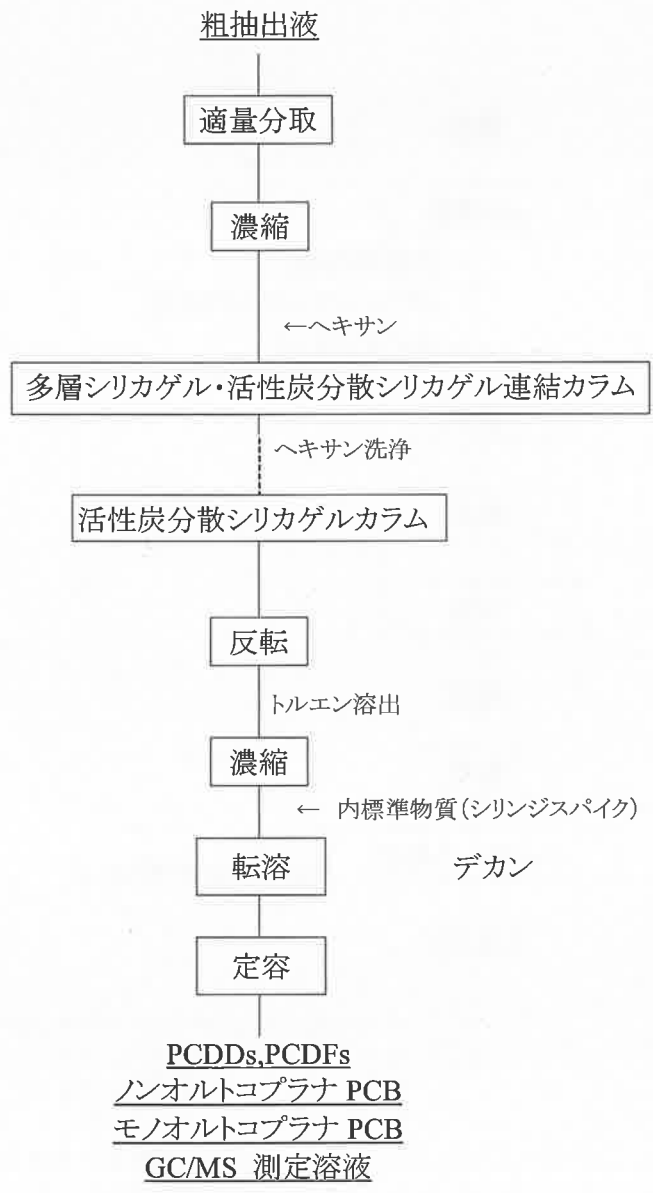 粗抽出液
適量分取
濃縮
←ヘキサン
多層シリカゲル・活性炭分散シリカゲル連結カラム
ヘキサン洗浄
活性炭分散シリカゲルカラム
反転
トルエン溶出
濃縮
← 内標準物質(シリンジスパイク)
転溶 デカン
定容
PCDDs,PCDFs
ノンオルトコプラナ PCB
モノオルトコプラナ PCB
GC/MS 測定溶液